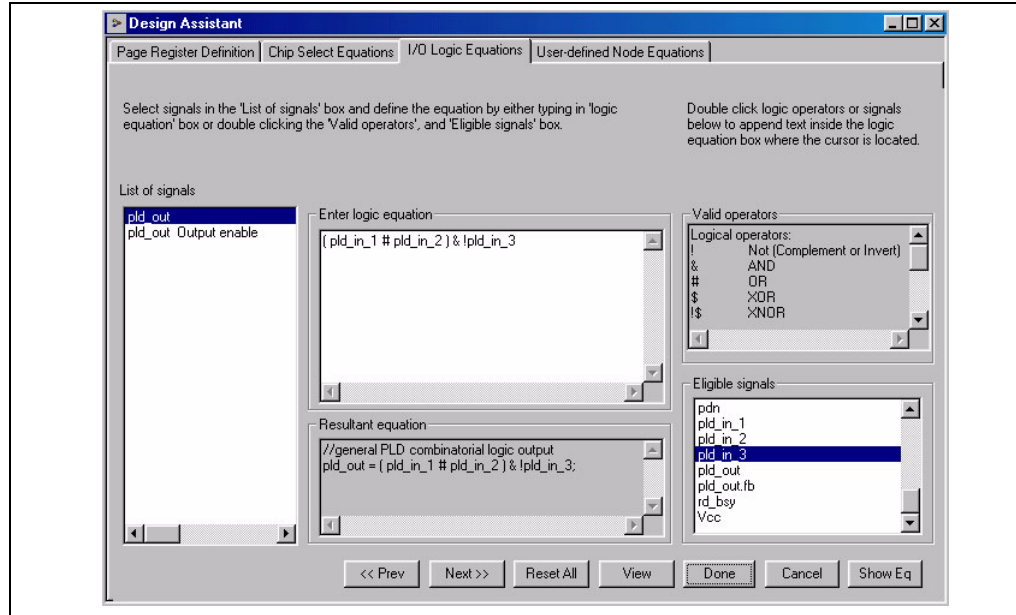 Design Assistant
Page Register Definition
Chip Select Equations
I/O Logic Equations
User-defined Node Equations
Select signals in the 'List of signals' box and define the equation by either typing in 'logic
equation' box or double clicking the 'Valid operators', and 'Eligible signals' box.
Double click logic operators or signals
below to append text inside the logic
equation box where the cursor is located.
List of signals
pld_out
pld_out Output enable
Enter logic equation
( pld_in_1 # pld_in_2 ) & !pld_in_3
Resultant equation
//general PLD combinatorial logic output
pld_out = ( pld_in_1 # pld_in_2 ) & !pld_in_3;
Valid operators
Logical operators:
! Not (Complement or Invert)
& AND
# OR
$ XOR
!$ XNOR
Eligible signals
pdn
pld_in_1
pld_in_2
pld_in_3
pld_out
pld_out.fb
rd_bsy
Vcc
<< Prev
Next >>
Reset All
View
Done
Cancel
Show Eq